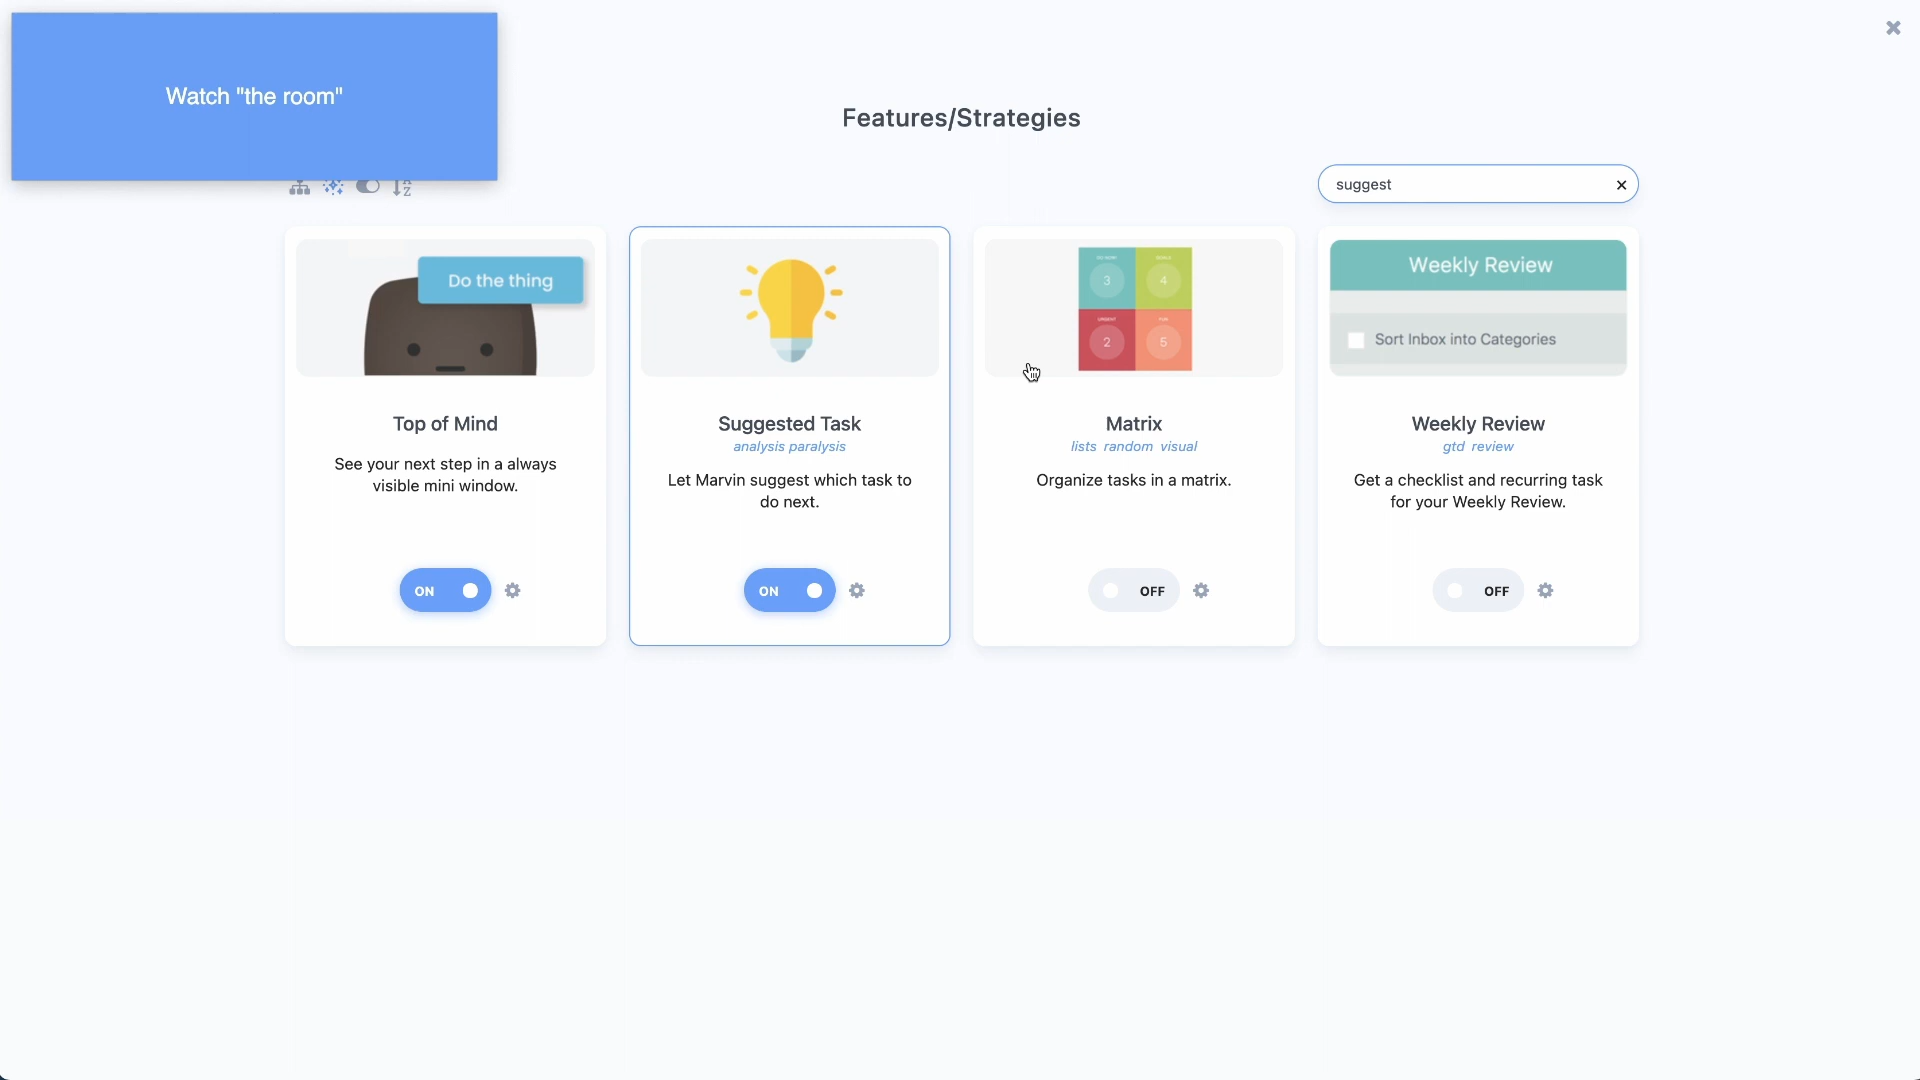 Watch "the room"
Features/Strategies
suggest
Do the thing
Top of Mind
See your next step in a always
visible mini window.
ON
Suggested Task
analysis paralysis
Let Marvin suggest which task to
do next.
ON
3
4
URGENT
2
5
Matrix
lists random visual
Organize tasks in a matrix.
OFF
Weekly Review
Sort Inbox into Categories
Weekly Review
gtd review
Get a checklist and recurring task
for your Weekly Review.
OFF